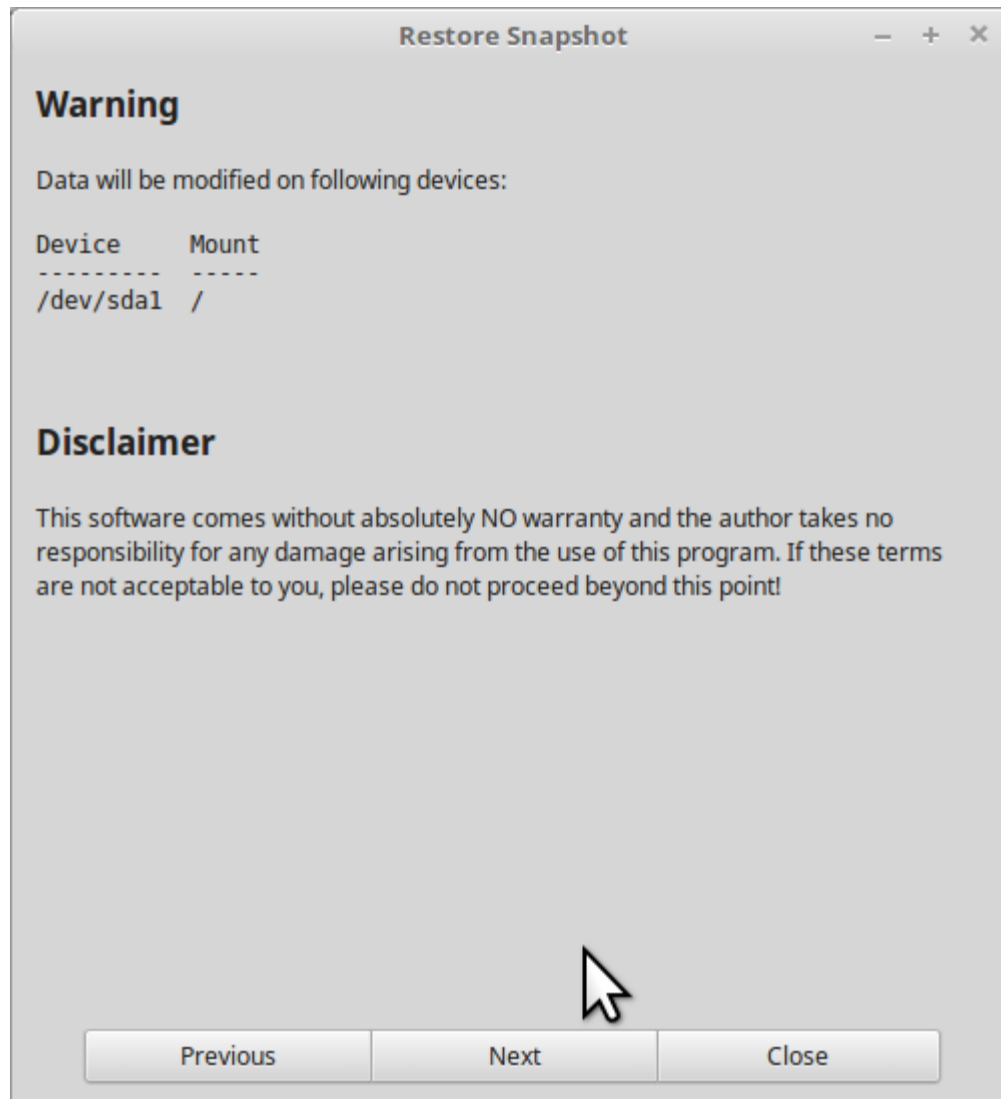 Restore Snapshot
Warning
Data will be modified on following devices:
Device     Mount
---------  -----
/dev/sda1  /
Disclaimer
This software comes without absolutely NO warranty and the author takes no
responsibility for any damage arising from the use of this program. If these terms
are not acceptable to you, please do not proceed beyond this point!
Previous Next Close